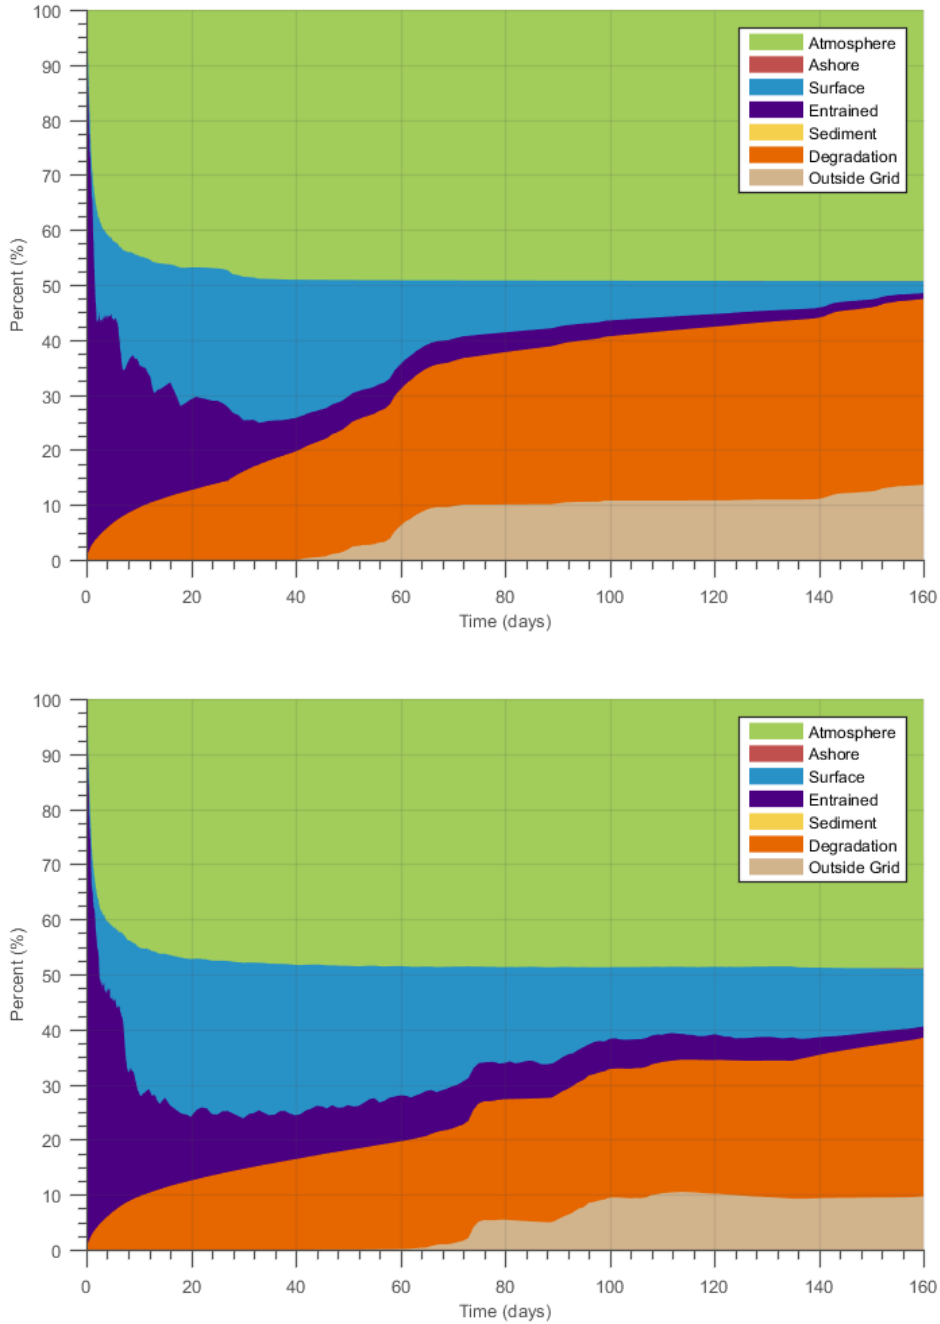 100
90
80
70
60
50
40
30
20
10
0
Percent (%)
Atmosphere
Ashore
Surface
Entrained
Sediment
Degradation
Outside Grid
0 20 40 60 80 100 120 140 160
Time (days)
100
90
80
70
60
50
40
30
20
10
0
Percent (%)
Atmosphere
Ashore
Surface
Entrained
Sediment
Degradation
Outside Grid
0 20 40 60 80 100 120 140 160
Time (days)